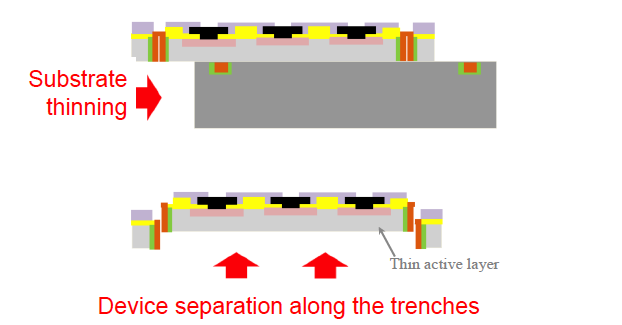 Substrate
thinning
Thin active layer
Device separation along the trenches